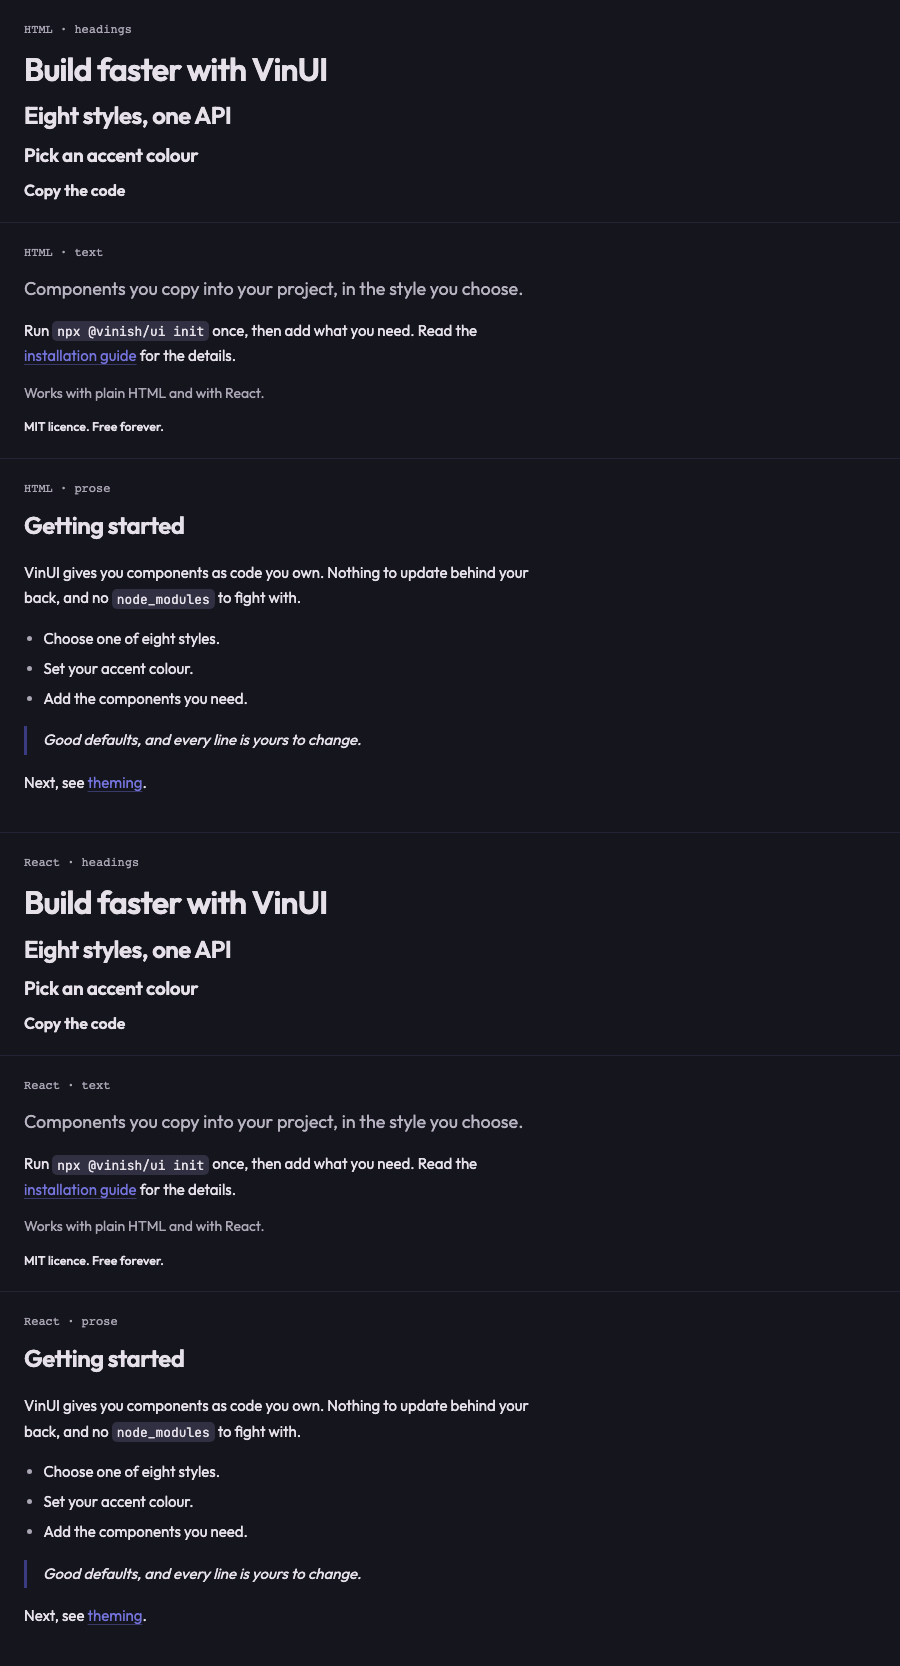 HTML · headings
Build faster with VinUI
Eight styles, one API
Pick an accent colour
Copy the code
HTML · text
Components you copy into your project, in the style you choose.
Run npx @vinish/ui init once, then add what you need. Read the
installation guide for the details.
Works with plain HTML and with React.
MIT licence. Free forever.
HTML · prose
Getting started
VinUI gives you components as code you own. Nothing to update behind your
back, and no node_modules to fight with.
• Choose one of eight styles.
• Set your accent colour.
• Add the components you need.
Good defaults, and every line is yours to change.
Next, see theming.
React · headings
Build faster with VinUI
Eight styles, one API
Pick an accent colour
Copy the code
React · text
Components you copy into your project, in the style you choose.
Run npx @vinish/ui init once, then add what you need. Read the
installation guide for the details.
Works with plain HTML and with React.
MIT licence. Free forever.
React · prose
Getting started
VinUI gives you components as code you own. Nothing to update behind your
back, and no node_modules to fight with.
• Choose one of eight styles.
• Set your accent colour.
• Add the components you need.
Good defaults, and every line is yours to change.
Next, see theming.